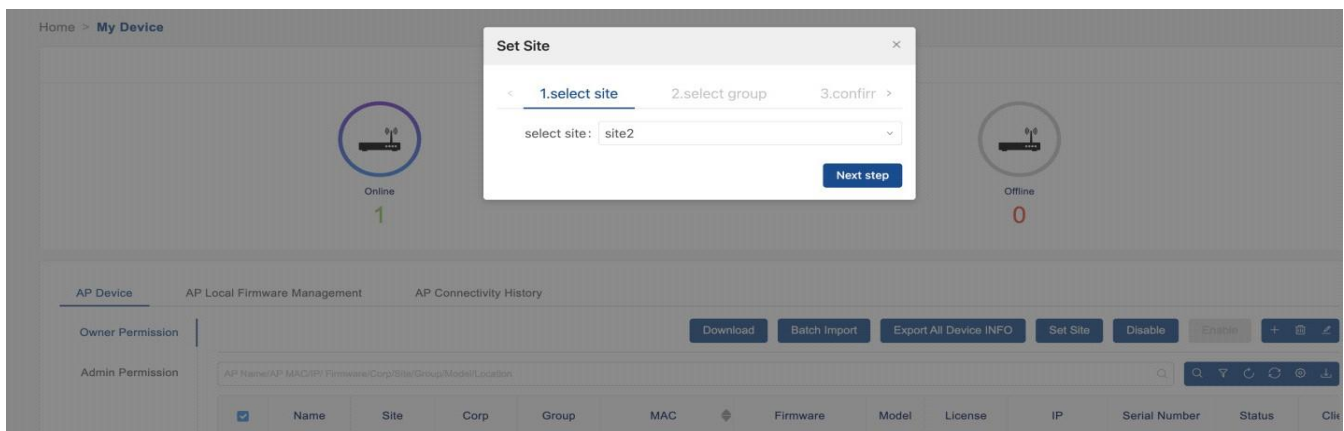 Home > My Device
Set Site
1.select site 2.select group 3.confirr
select site: site2
Next step
Online
1
Offline
0
AP Device AP Local Firmware Management AP Connectivity History
Owner Permission
Download Batch Import Export All Device INFO Set Site Disable Enable
Admin Permission
AP Name/AP MAC/IP/ Firmware/Corp/Site/Group/Model/Location
Name Site Corp Group MAC Firmware Model License IP Serial Number Status Clie